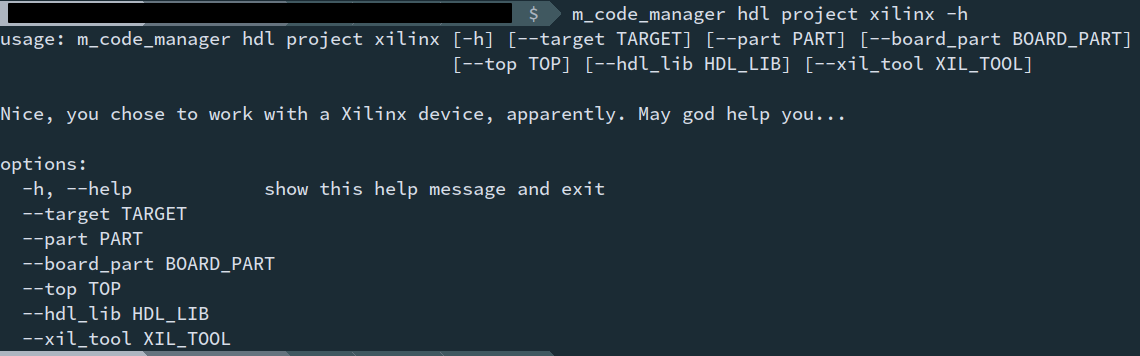 $ m_code_manager hdl project xilinx -h
usage: m_code_manager hdl project xilinx [-h] [--target TARGET] [--part PART] [--board_part BOARD_PART]
[--top TOP] [--hdl_lib HDL_LIB] [--xil_tool XIL_TOOL]
Nice, you chose to work with a Xilinx device, apparently. May god help you...
options:
-h, --help show this help message and exit
--target TARGET
--part PART
--board_part BOARD_PART
--top TOP
--hdl_lib HDL_LIB
--xil_tool XIL_TOOL